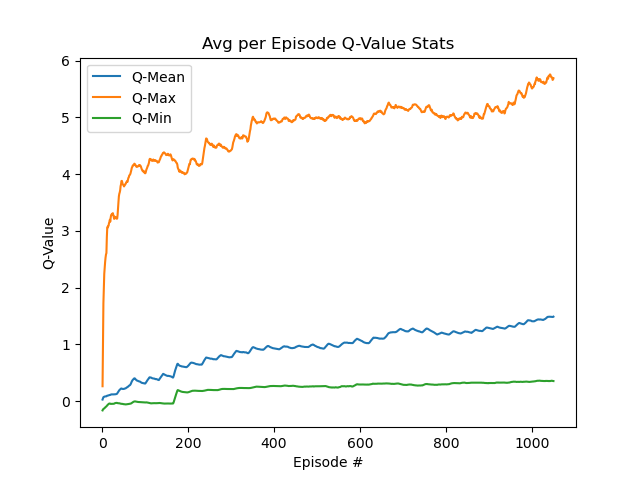 Avg per Episode Q-Value Stats
Q-Mean
Q-Max
Q-Min
Q-Value
6
5
4
3
2
1
0
0 200 400 600 800 1000
Episode #